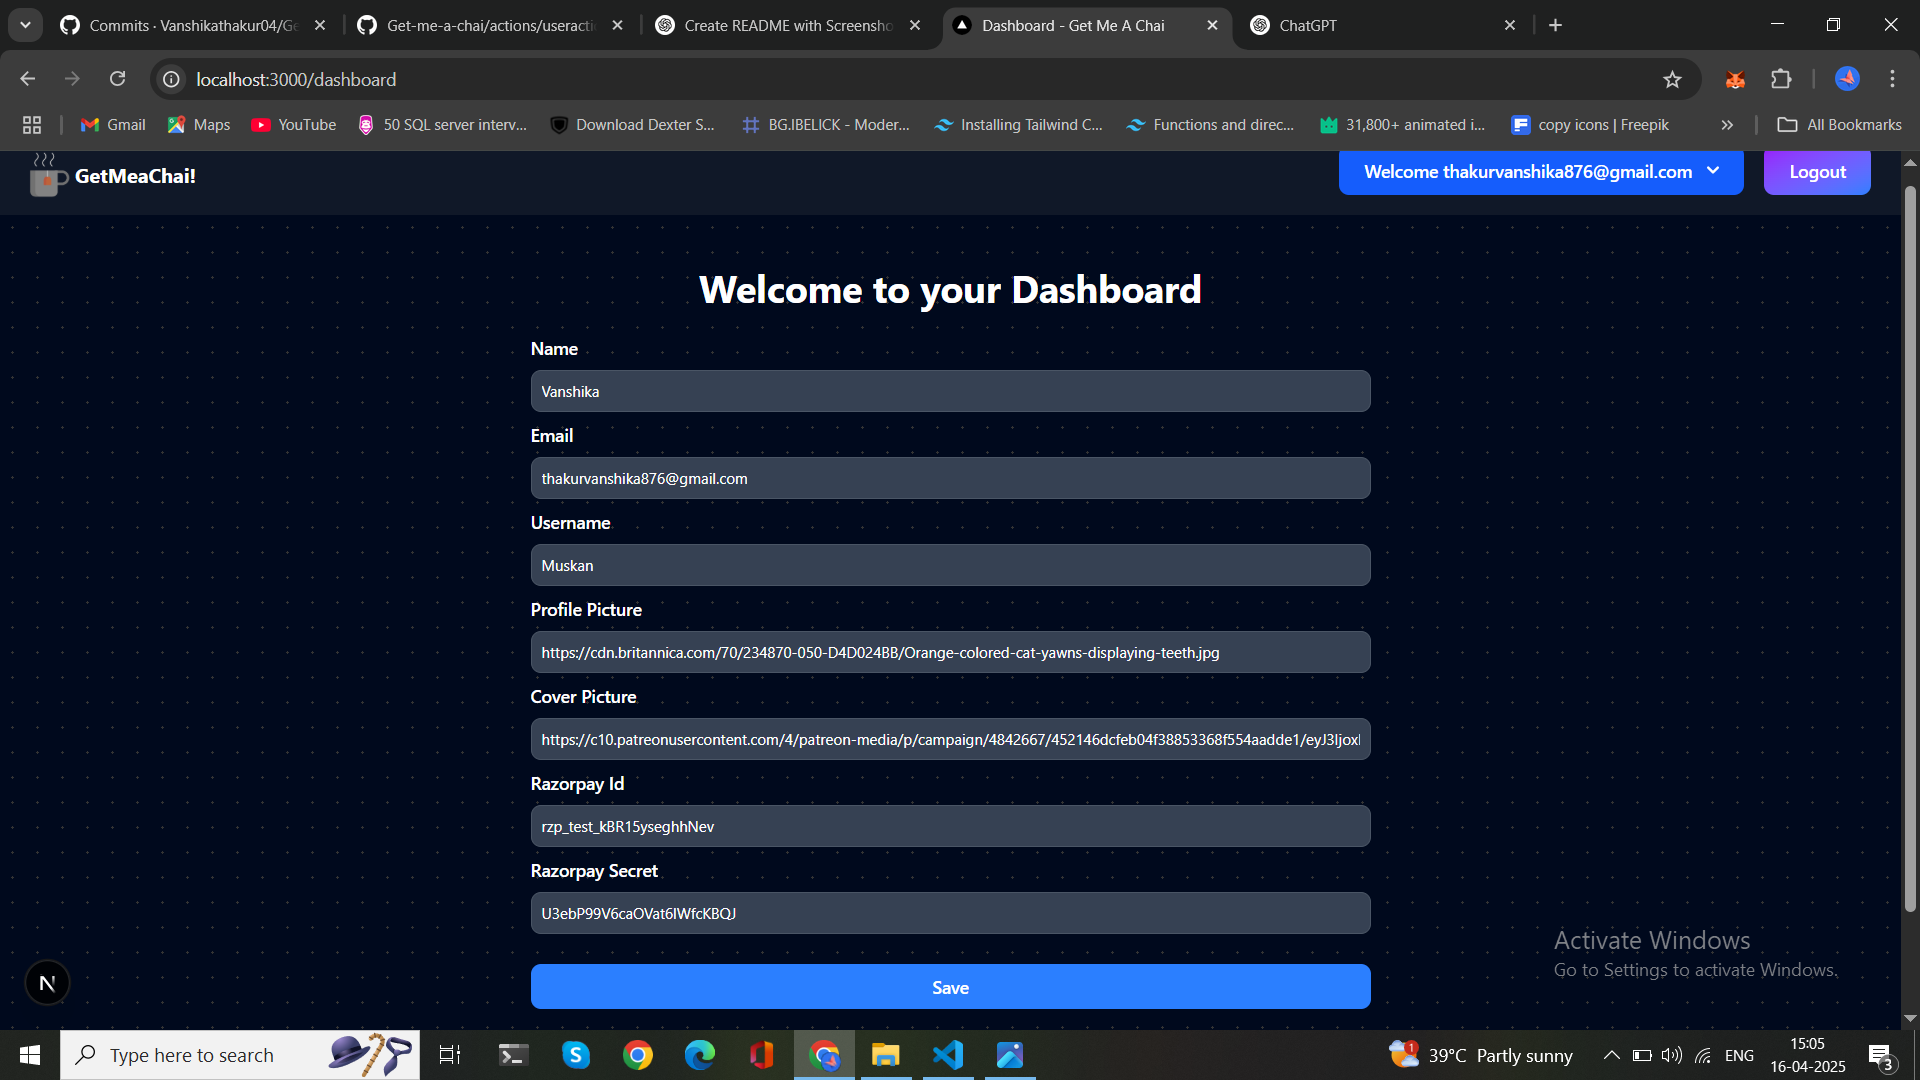 Commits · Vanshikathakur04/Ge
Get-me-a-chai/actions/useracti
Create README with Screensho
Dashboard - Get Me A Chai
ChatGPT
localhost:3000/dashboard
Gmail
Maps
YouTube
50 SQL server interv...
Download Dexter S...
BG.IBELICK - Moder...
Installing Tailwind C...
Functions and direc...
31,800+ animated i...
copy icons | Freepik
All Bookmarks
GetMeaChai!
Welcome thakurvanshika876@gmail.com
Logout
Welcome to your Dashboard
Name
Vanshika
Email
thakurvanshika876@gmail.com
Username
Muskan
Profile Picture
https://cdn.britannica.com/70/234870-050-D4D024BB/Orange-colored-cat-yawns-displaying-teeth.jpg
Cover Picture
https://c10.patreonusercontent.com/4/patreon-media/p/campaign/4842667/452146dcfeb04f38853368f554aadde1/eyJ3Ijox
Razorpay Id
rzp_test_kBR15yseghhNev
Razorpay Secret
U3ebP99V6caOVat6IWfcKBQJ
Save
N
Activate Windows
Go to Settings to activate Windows.
Type here to search
1
39°C Partly sunny
ENG
15:05
16-04-2025
3